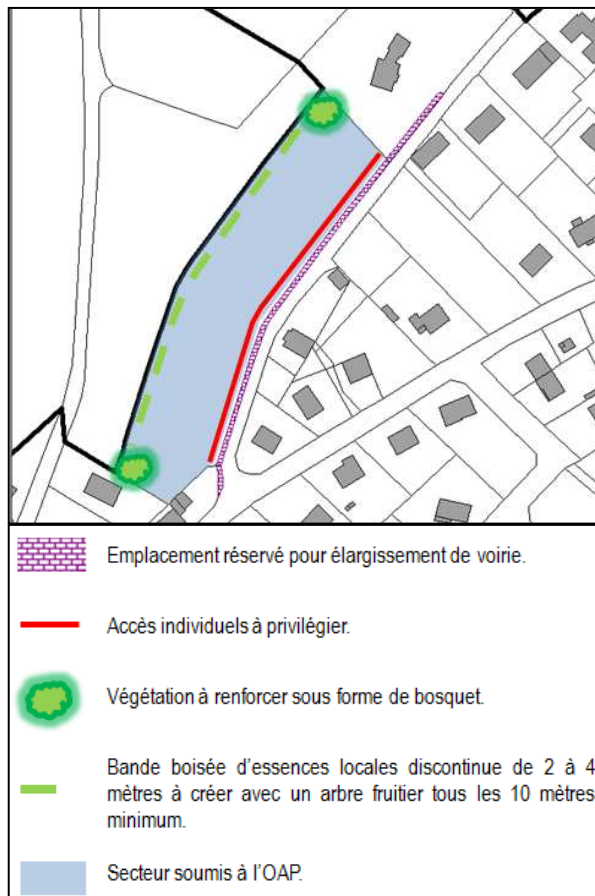 Emplacement réservé pour élargissement de voirie.
Accès individuels à privilégier.
Végétation à renforcer sous forme de bosquet.
Bande boisée d'essences locales discontinue de 2 à 4
mètres à créer avec un arbre fruitier tous les 10 mètres
minimum.
Secteur soumis à l'OAP.